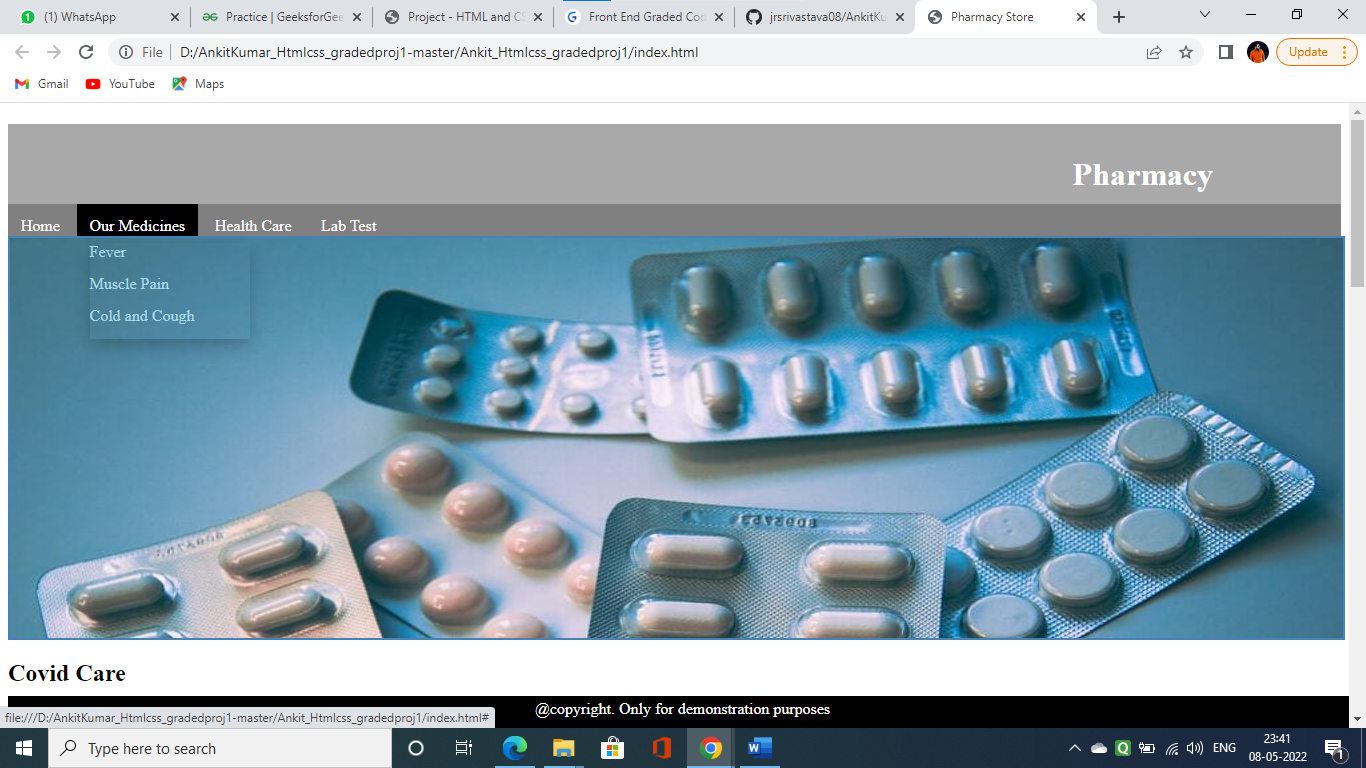 (1) WhatsApp
Practice | GeeksforGee
Project - HTML and CS
Front End Graded Cod
jrsrivastava08/AnkitKu
Pharmacy Store
File
D:/AnkitKumar_Htmlcss_gradedproj1-master/Ankit_Htmlcss_gradedproj1/index.html
Update
Gmail
YouTube
Maps
Pharmacy
Home
Our Medicines
Health Care
Lab Test
Fever
Muscle Pain
Cold and Cough
Covid Care
@copyright. Only for demonstration purposes
file:///D:/AnkitKumar_Htmlcss_gradedproj1-master/Ankit_Htmlcss_gradedproj1/index.html#
Type here to search
ENG
23:41
08-05-2022
1